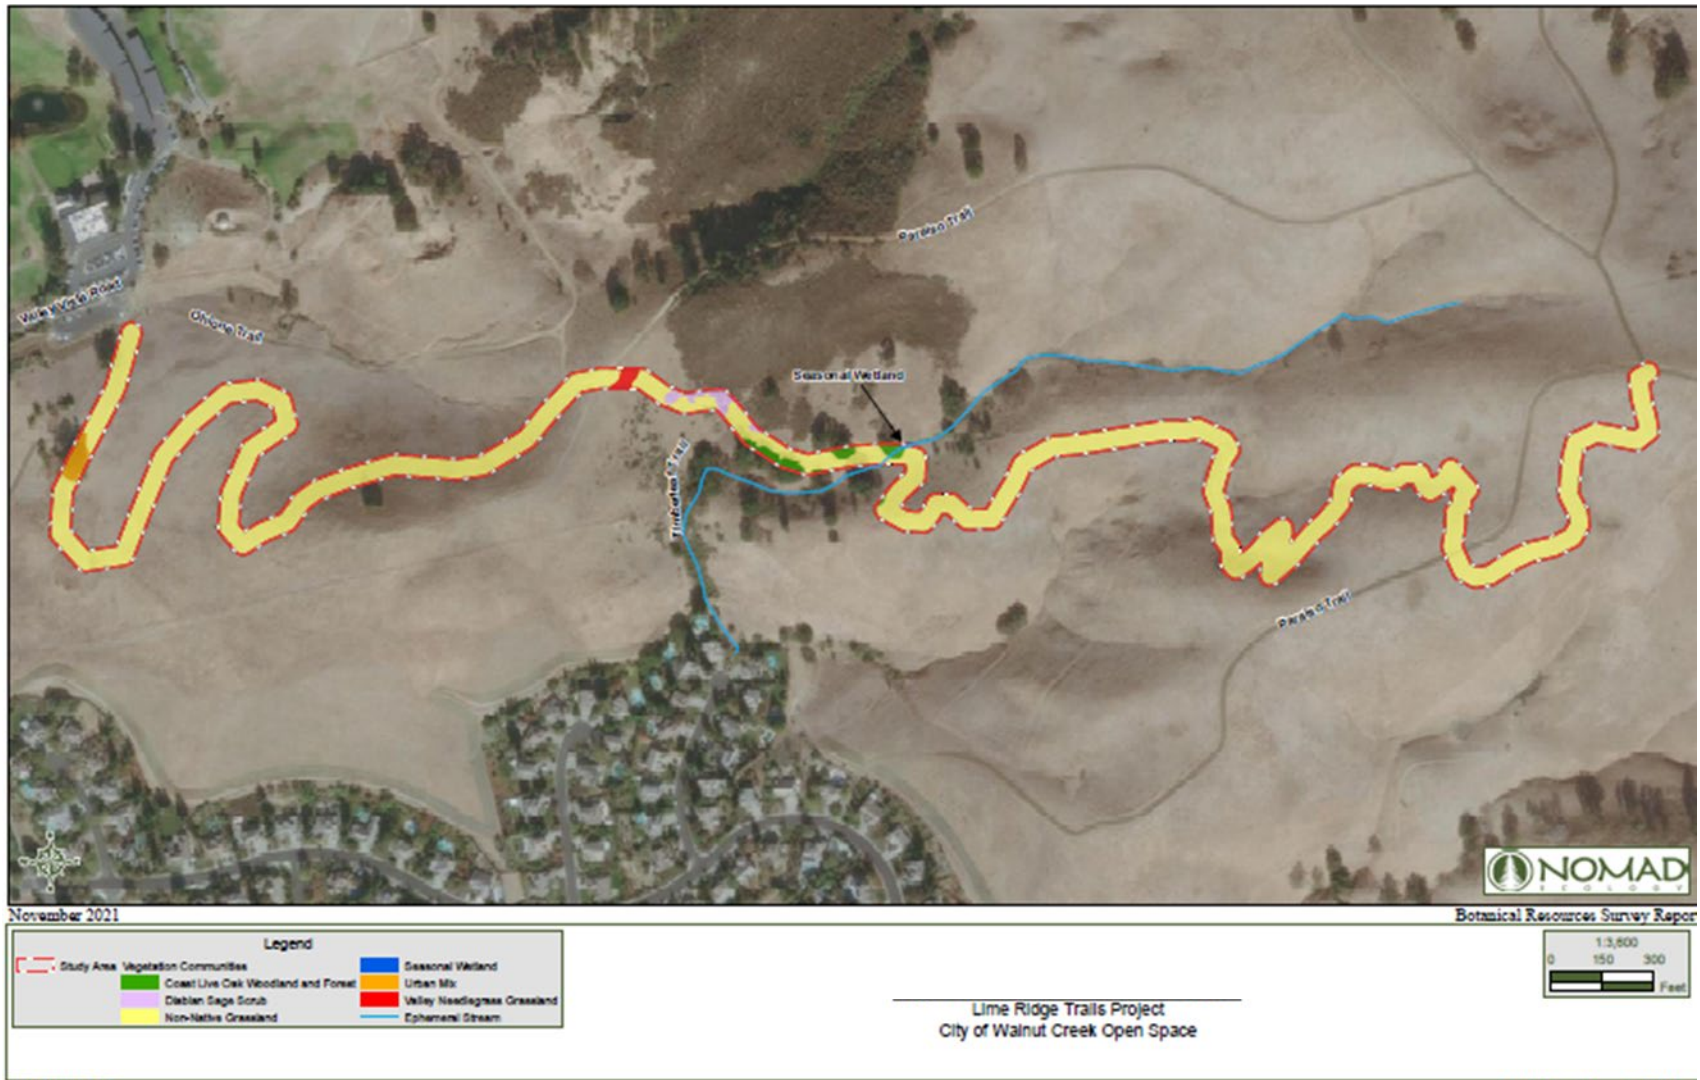 Paraiso Trail
Valley Vista Road
Ohlone Trail
Seasonal Wetland
Timberleaf Trail
Paraiso Trail
NOMAD
ECOLOGY
November 2021
Botanical Resources Survey Repor
Legend
Study Area
Vegetation Communities
Coast Live Oak Woodland and Forest
Diablan Sage Scrub
Non-Native Grassland
Seasonal Wetland
Urban Mix
Valley Needlegrass Grassland
Ephemeral Stream
1:3,600
0 150 300
Feet
Lime Ridge Trails Project
City of Walnut Creek Open Space